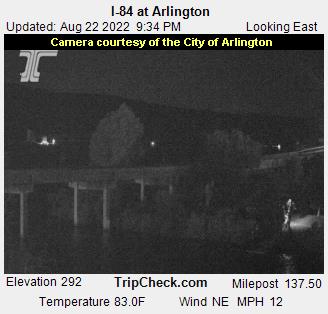 I-84 at Arlington
Updated: Aug 22 2022 9:34 PM Looking East
Camera courtesy of the City of Arlington
Elevation 292 TripCheck.com Milepost 137.50
Temperature 83.0F Wind NE MPH 12